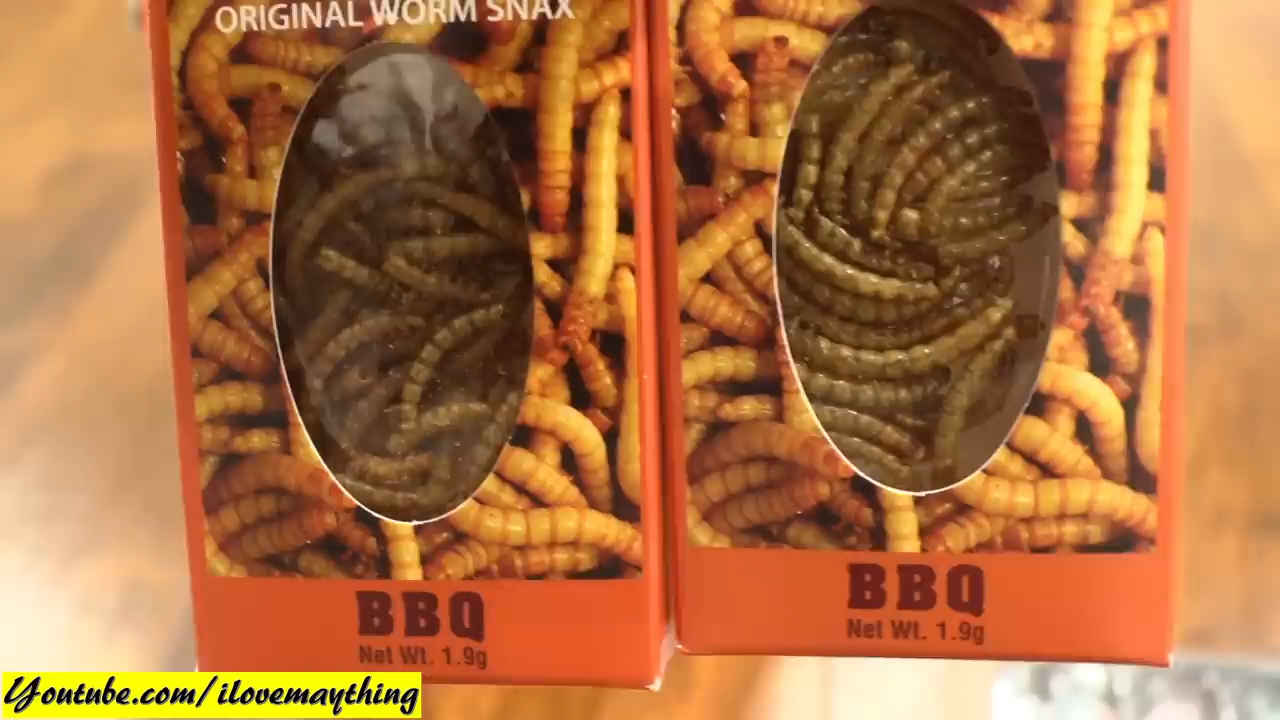 ORIGINAL WORM SNAX
BBQ
Net Wt. 1.9g
BBQ
Net Wt. 1.9g
Youtube.com/ilovemaything